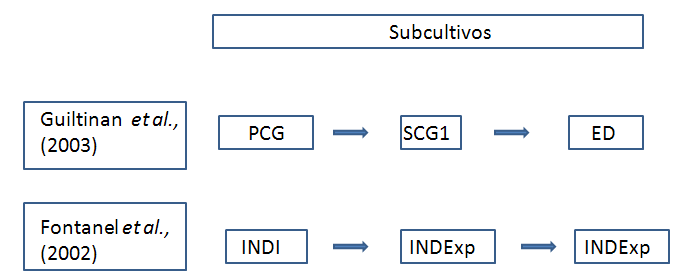 Subcultivos
Guiltinan et al.,
(2003)
PCG
SCG1
ED
Fontanel et al.,
(2002)
INDI
INDExp
INDExp